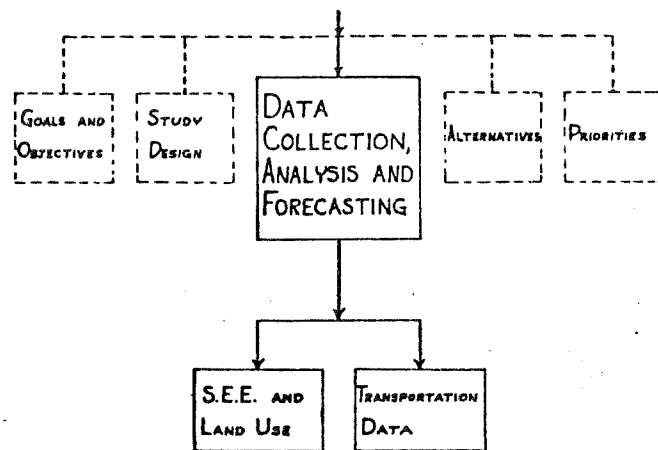 GOALS AND
OBJECTIVES
STUDY
DESIGN
DATA
COLLECTION,
ANALYSIS AND
FORECASTING
ALTERNATIVES
PRIORITIES
S.E.E. AND
LAND USE
TRANSPORTATION
DATA